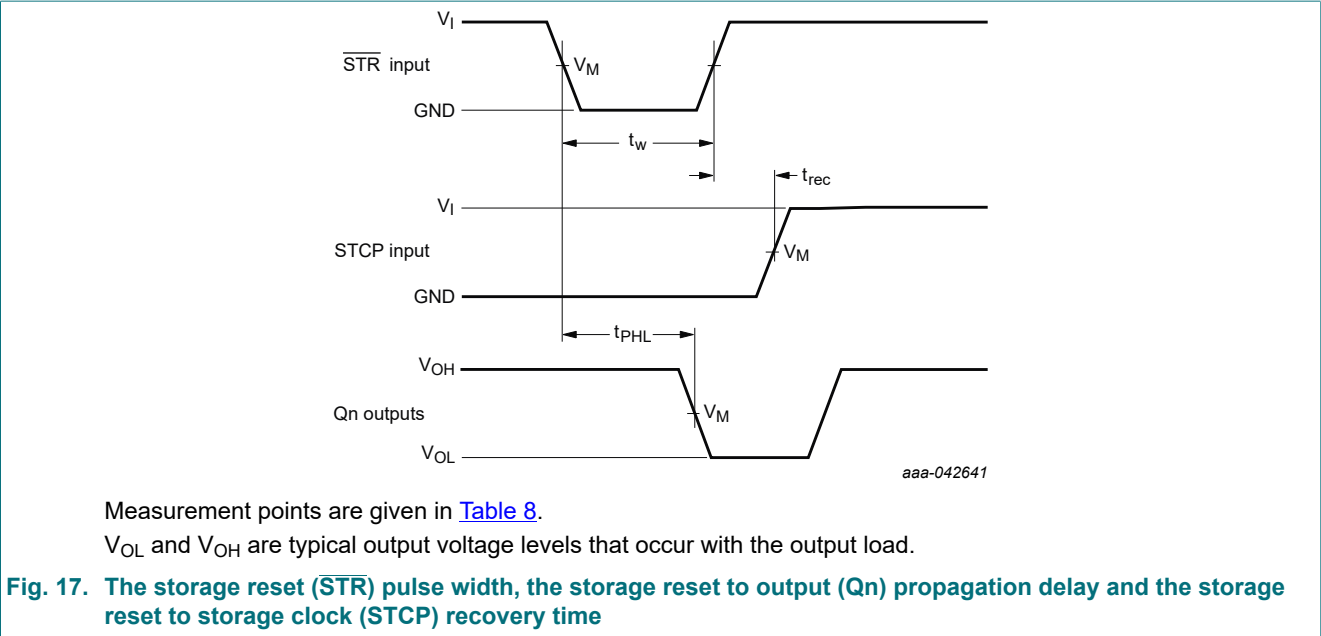 VI
STR input
VM
GND
tw
trec
VI
STCP input
VM
GND
tPHL
VOH
Qn outputs
VM
VOL
aaa-042641
Measurement points are given in Table 8.
VOL and VOH are typical output voltage levels that occur with the output load.
Fig. 17. The storage reset (STR) pulse width, the storage reset to output (Qn) propagation delay and the storage
reset to storage clock (STCP) recovery time